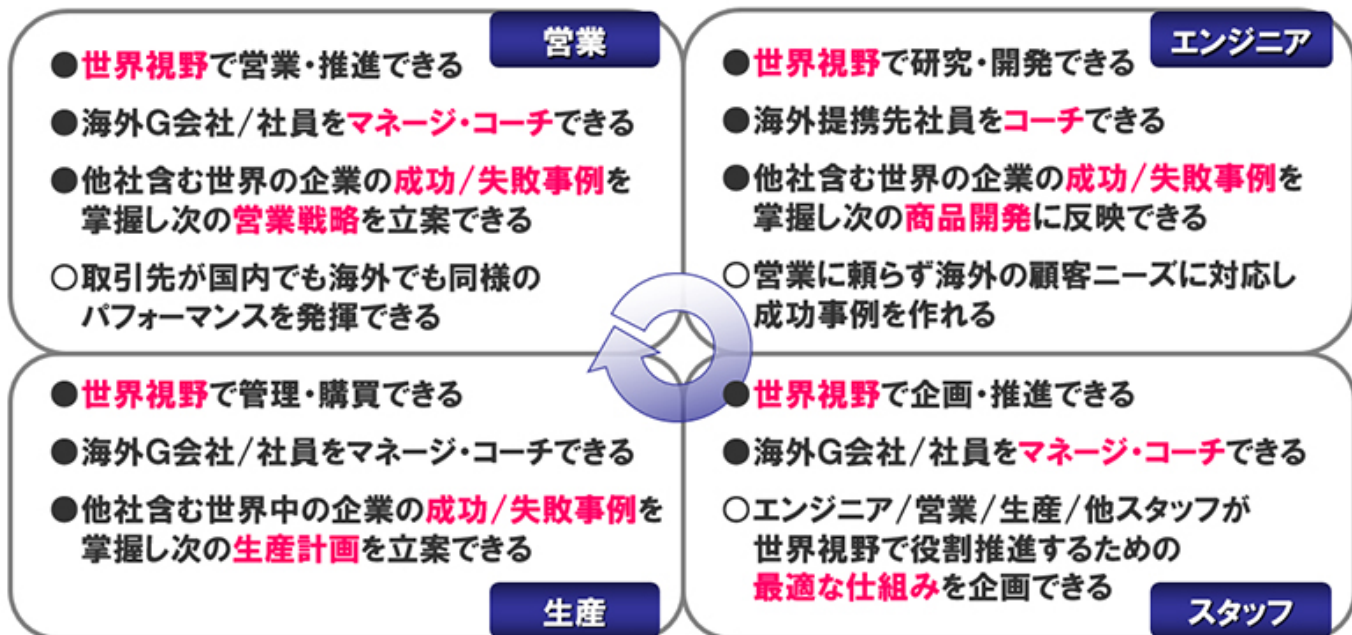 営業
●世界視野で営業・推進できる
●海外G会社/社員をマネージ・コーチできる
●他社含む世界の企業の成功/失敗事例を
掌握し次の営業戦略を立案できる
○取引先が国内でも海外でも同様の
パフォーマンスを発揮できる
エンジニア
●世界視野で研究・開発できる
●海外提携先社員をコーチできる
●他社含む世界の企業の成功/失敗事例を
掌握し次の商品開発に反映できる
○営業に頼らず海外の顧客ニーズに対応し
成功事例を作れる
●世界視野で管理・購買できる
●海外G会社/社員をマネージ・コーチできる
●他社含む世界中の企業の成功/失敗事例を
掌握し次の生産計画を立案できる
生産
●世界視野で企画・推進できる
●海外G会社/社員をマネージ・コーチできる
○エンジニア/営業/生産/他スタッフが
世界視野で役割推進するための
最適な仕組みを企画できる
スタッフ